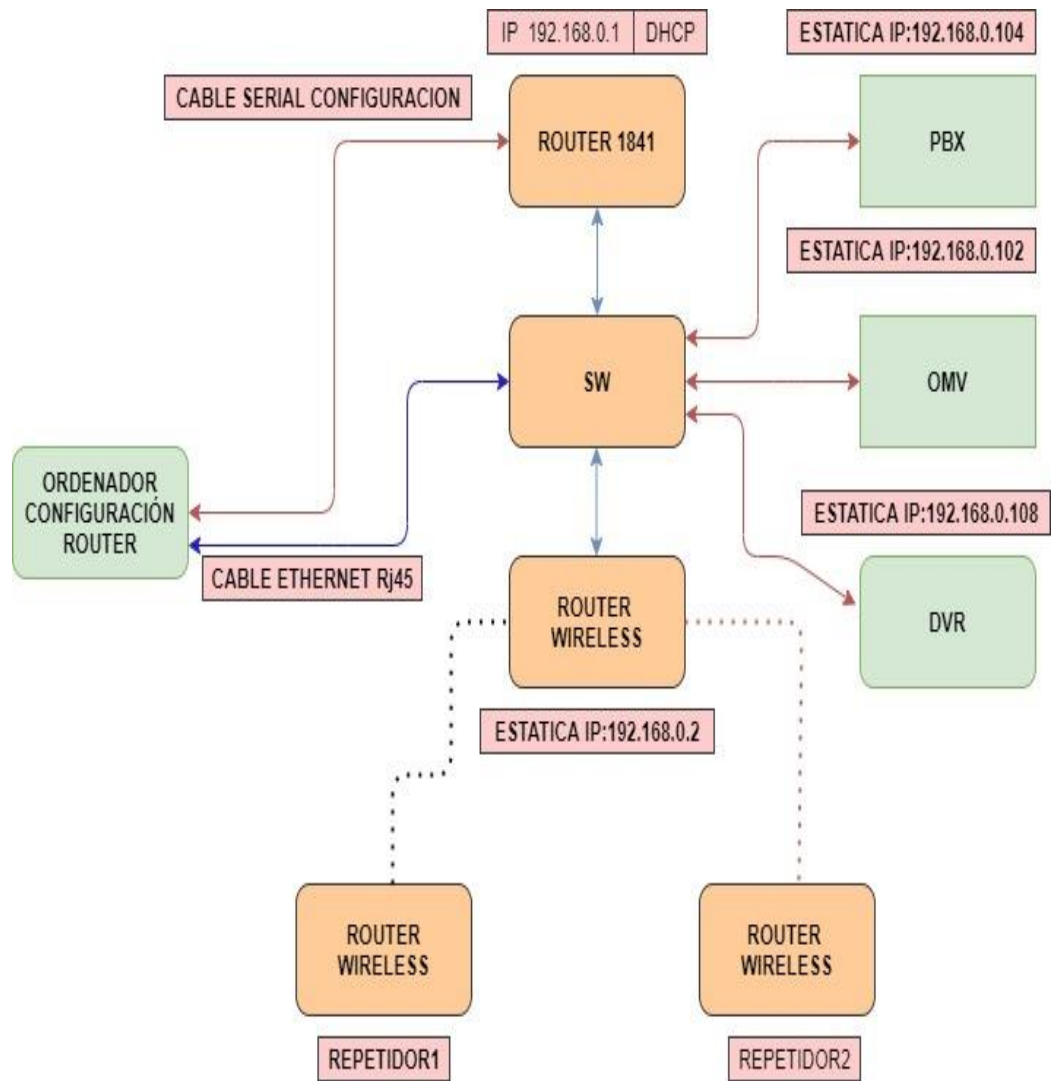 IP 192.168.0.1 DHCP
ESTATICA IP:192.168.0.104
CABLE SERIAL CONFIGURACION
ROUTER 1841
PBX
ESTATICA IP:192.168.0.102
SW
OMV
ORDENADOR
CONFIGURACIÓN
ROUTER
ESTATICA IP:192.168.0.108
CABLE ETHERNET Rj45
ROUTER
WIRELESS
DVR
ESTATICA IP:192.168.0.2
ROUTER
WIRELESS
ROUTER
WIRELESS
REPETIDOR1
REPETIDOR2